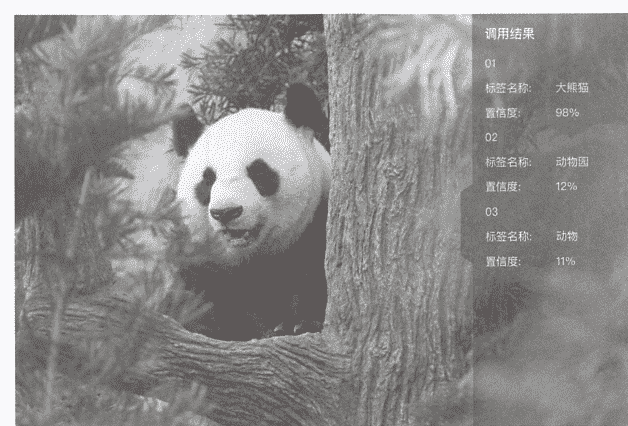 调用结果
01
标签名称: 大熊猫
置信度: 98%
02
标签名称: 动物园
置信度: 12%
03
标签名称: 动物
置信度: 11%